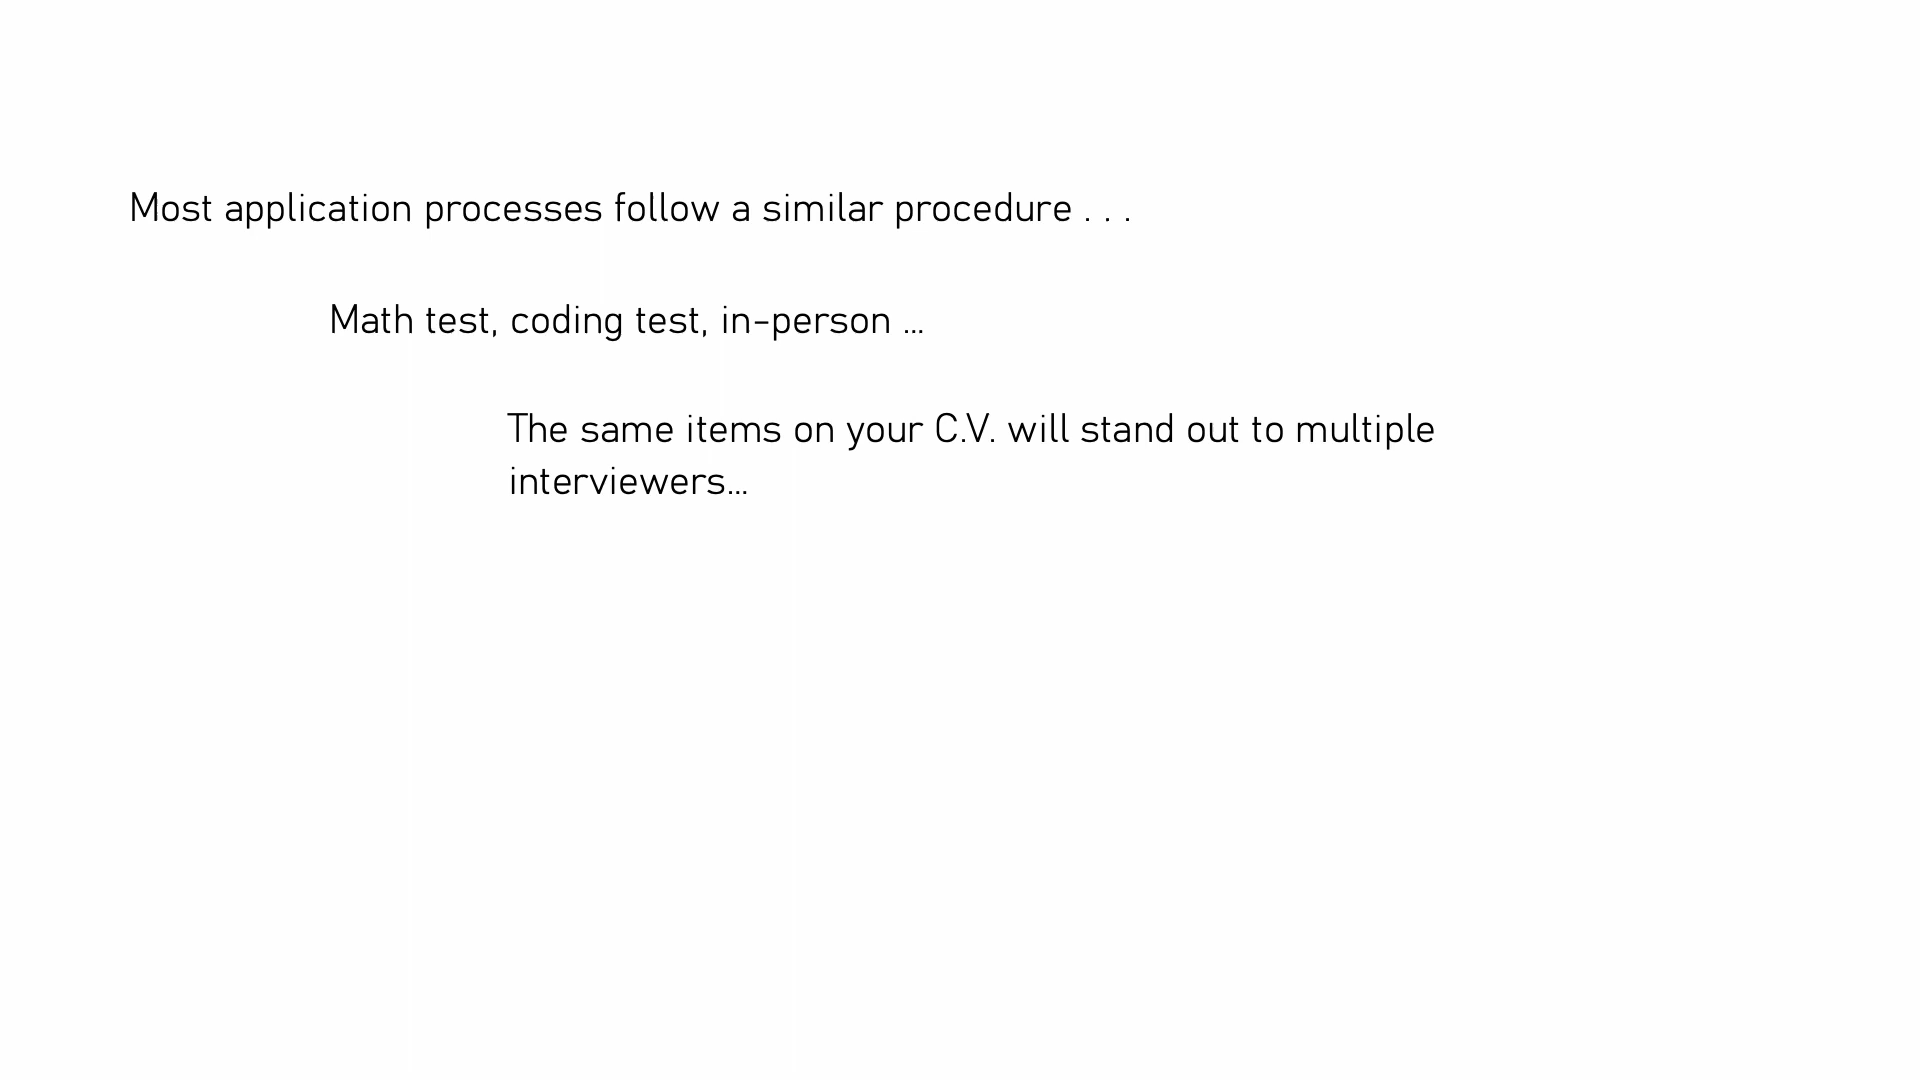 Most application processes follow a similar procedure . . .
Math test, coding test, in-person ...
The same items on your C.V. will stand out to multiple
interviewers...